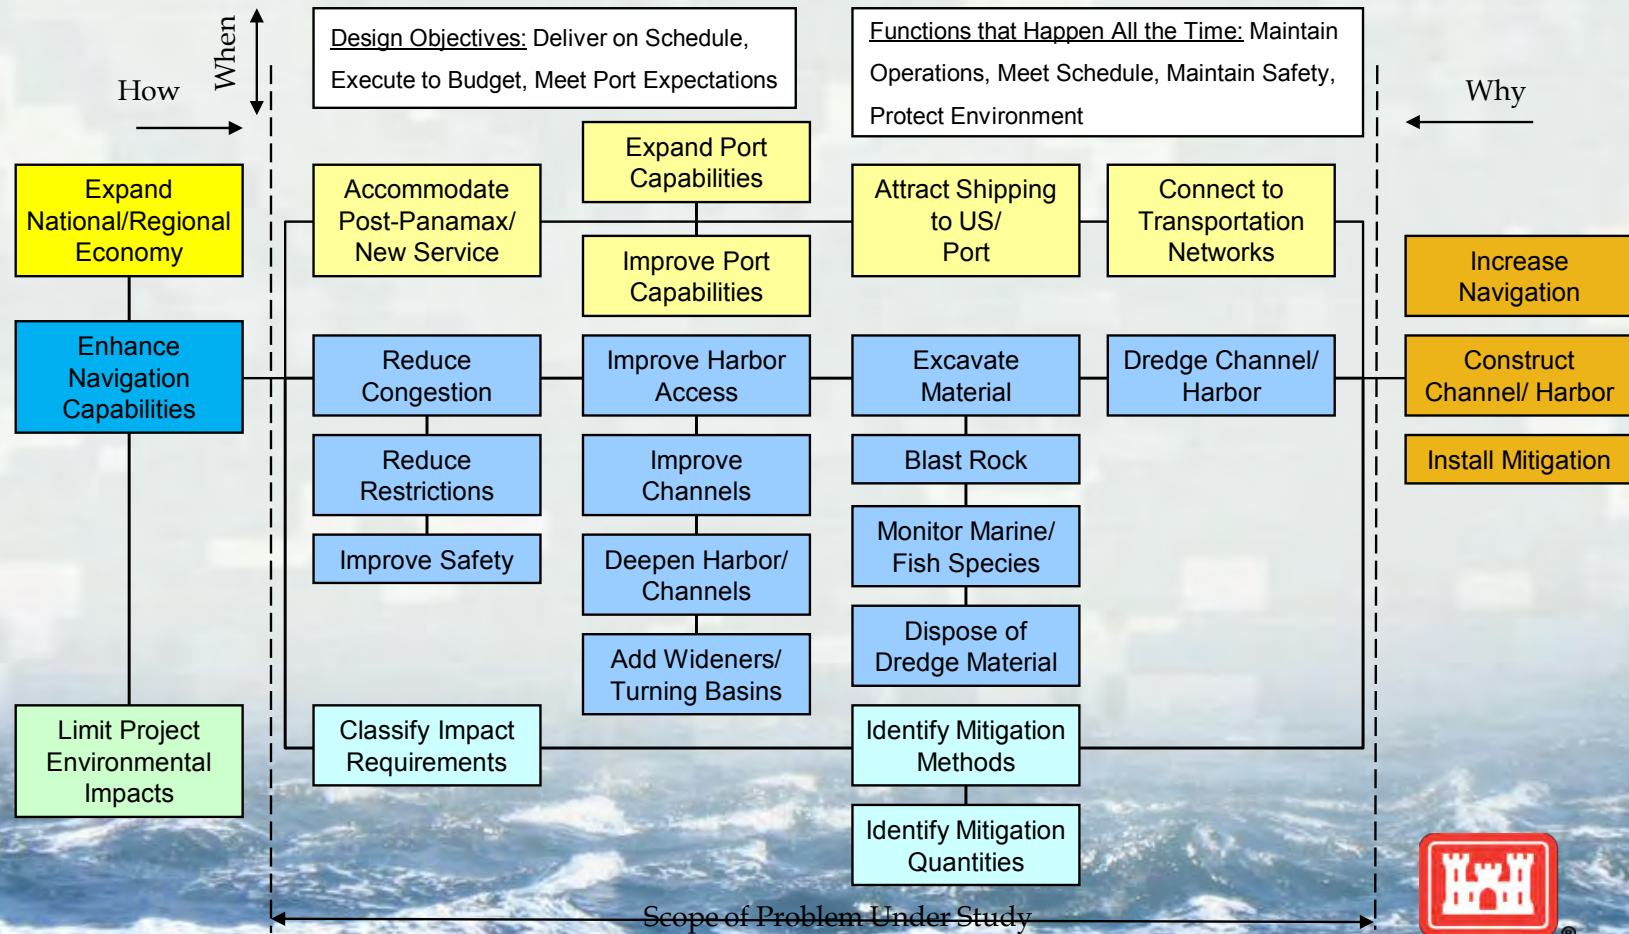 When
How
Design Objectives: Deliver on Schedule,
Execute to Budget, Meet Port Expectations
Functions that Happen All the Time: Maintain
Operations, Meet Schedule, Maintain Safety,
Protect Environment
Why
Expand
National/Regional
Economy
Accommodate
Post-Panamax/
New Service
Expand Port
Capabilities
Improve Port
Capabilities
Attract Shipping
to US/
Port
Connect to
Transportation
Networks
Increase
Navigation
Enhance
Navigation
Capabilities
Reduce
Congestion
Improve Harbor
Access
Excavate
Material
Dredge Channel/
Harbor
Construct
Channel/ Harbor
Reduce
Restrictions
Improve
Channels
Blast Rock
Install Mitigation
Improve Safety
Deepen Harbor/
Channels
Monitor Marine/
Fish Species
Add Wideners/
Turning Basins
Dispose of
Dredge Material
Limit Project
Environmental
Impacts
Classify Impact
Requirements
Identify Mitigation
Methods
Identify Mitigation
Quantities
Scope of Problem Under Study
®